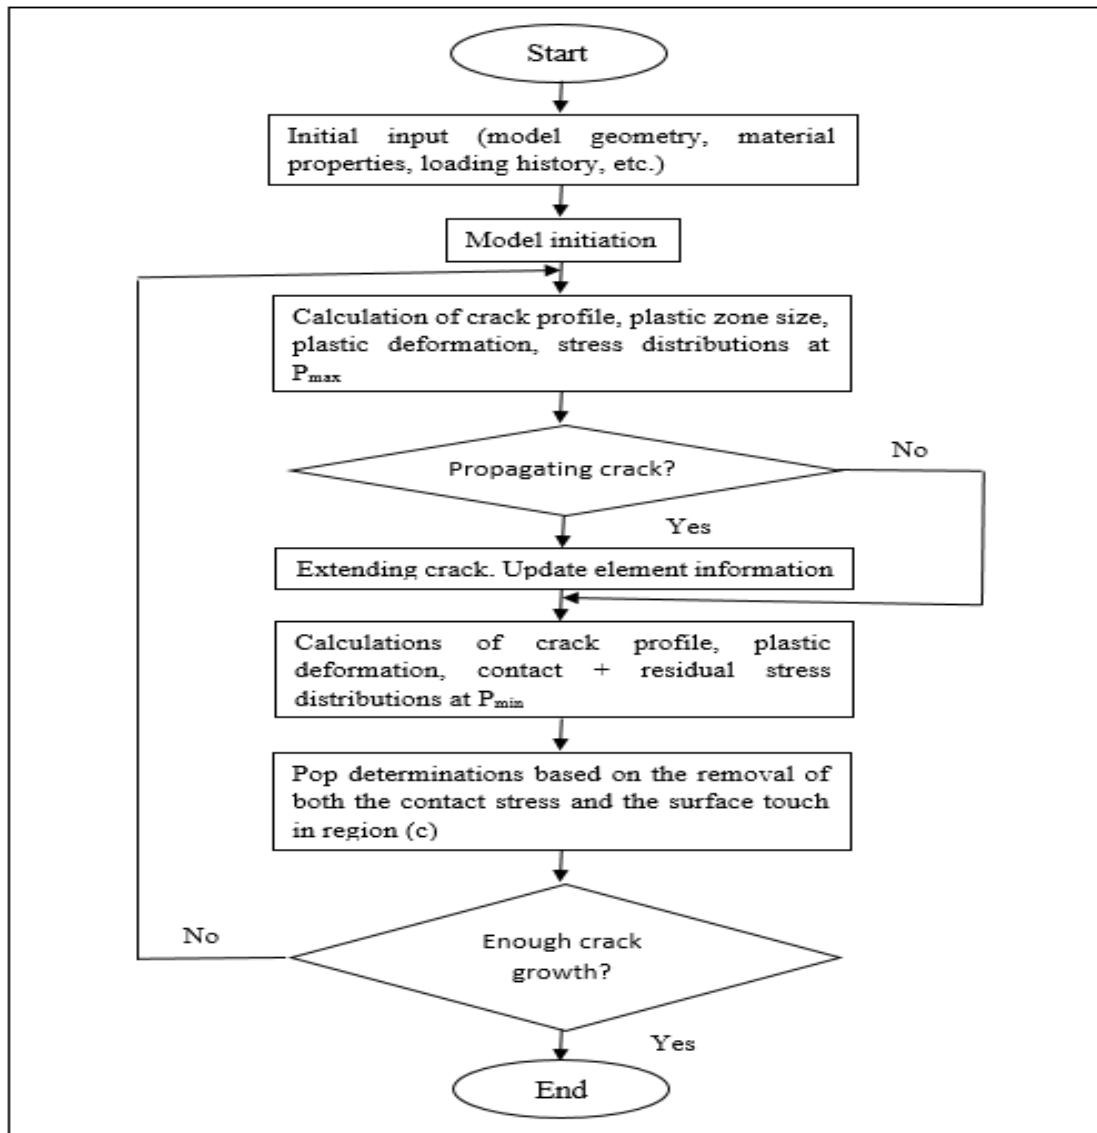 Start
Initial input (model geometry, material
properties, loading history, etc.)
Model initiation
Calculation of crack profile, plastic zone size,
plastic deformation, stress distributions at
Pmax
Propagating crack?
No
Yes
Extending crack. Update element information
Calculations of crack profile, plastic
deformation, contact + residual stress
distributions at Pmin
Pop determinations based on the removal of
both the contact stress and the surface touch
in region (c)
No
Enough crack
growth?
Yes
End